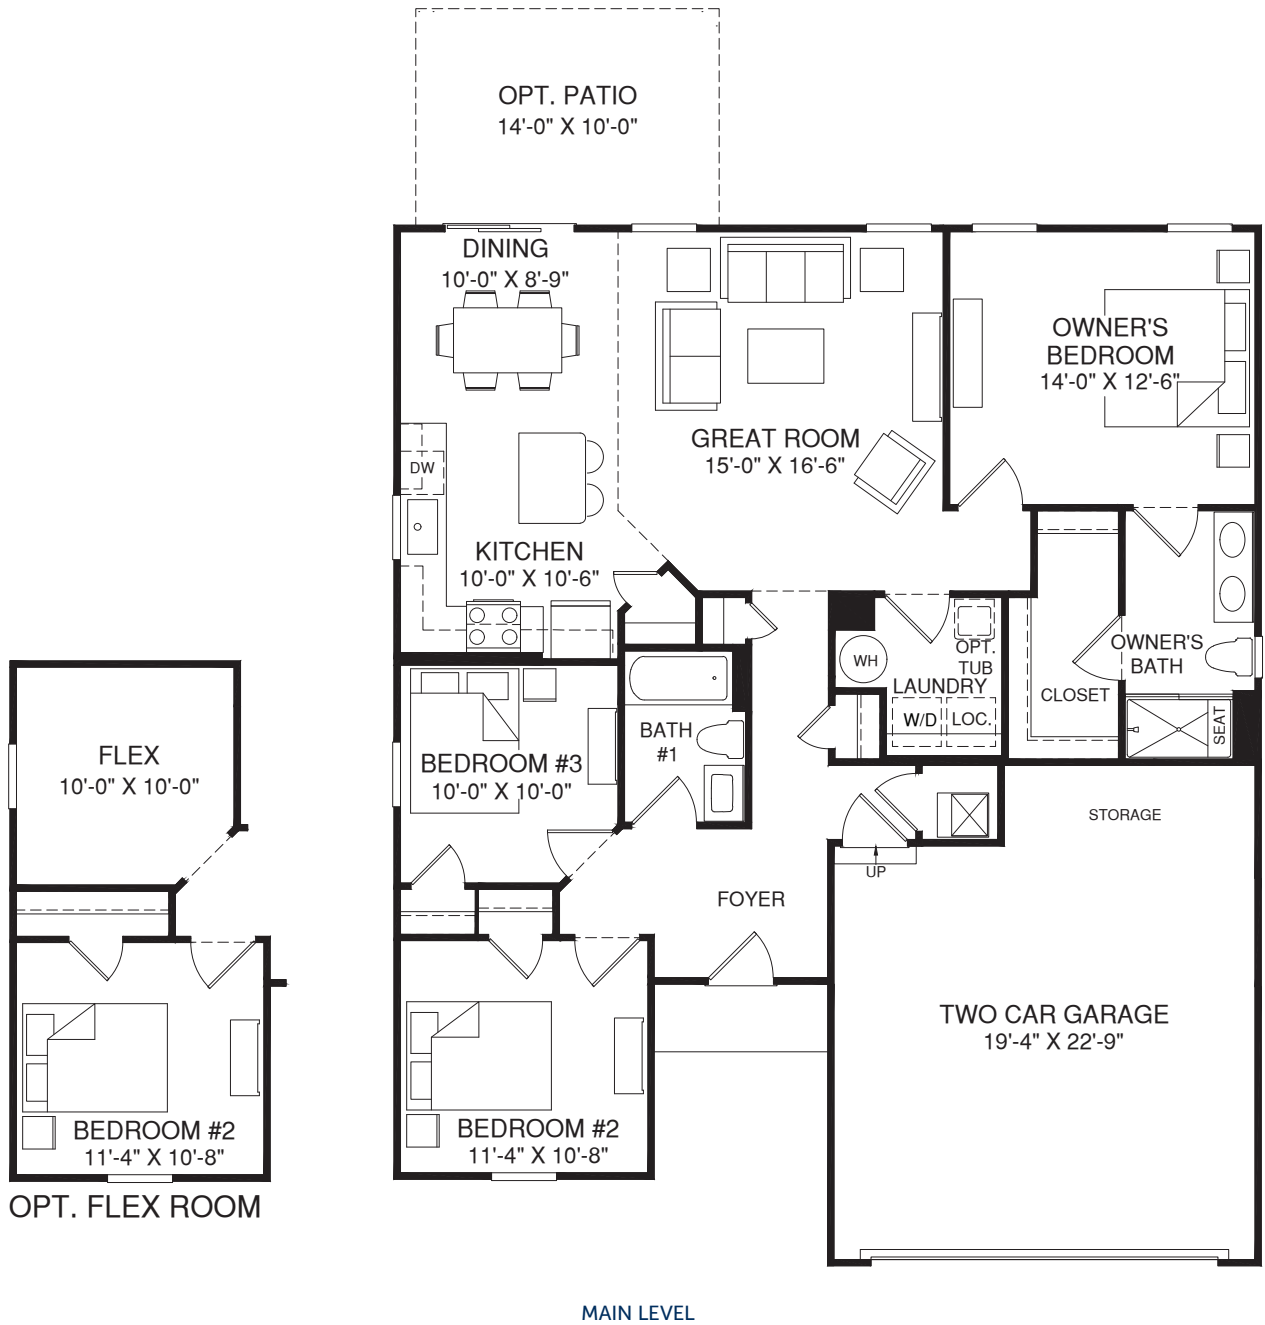 OPT. PATIO
14'-0" X 10'-0"
DINING
10'-0" X 8'-9"
OWNER'S
BEDROOM
14'-0" X 12'-6"
GREAT ROOM
15'-0" X 16'-6"
DW
KITCHEN
10'-0" X 10'-6"
WH
OPT.
TUB
LAUNDRY
W/D
LOC.
OWNER'S
BATH
CLOSET
SEAT
BATH
#1
BEDROOM #3
10'-0" X 10'-0"
FLEX
10'-0" X 10'-0"
STORAGE
UP
FOYER
TWO CAR GARAGE
19'-4" X 22'-9"
BEDROOM #2
11'-4" X 10'-8"
BEDROOM #2
11'-4" X 10'-8"
OPT. FLEX ROOM
MAIN LEVEL